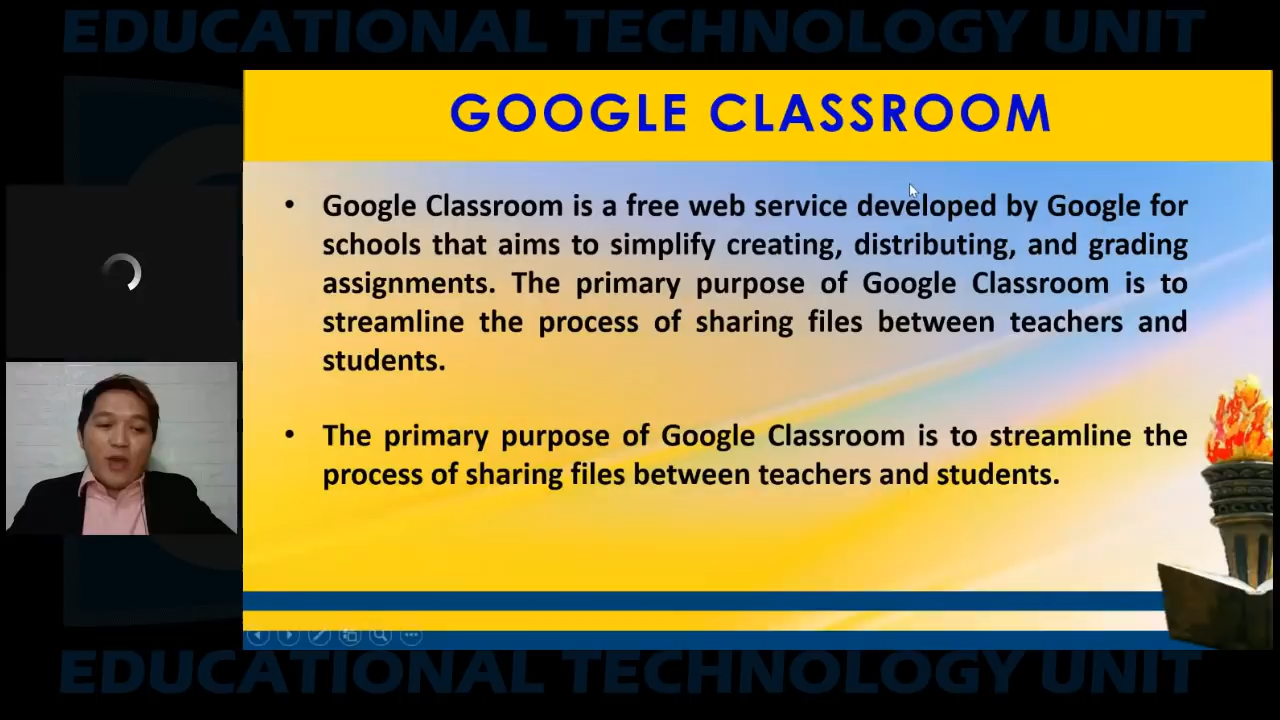 EDUCATIONAL TECHNOLOGY UNIT
GOOGLE CLASSROOM
• Google Classroom is a free web service developed by Google for
schools that aims to simplify creating, distributing, and grading
assignments. The primary purpose of Google Classroom is to
streamline the process of sharing files between teachers and
students.
• The primary purpose of Google Classroom is to streamline the
process of sharing files between teachers and students.
EDUCATIONAL TECHNOLOGY UNIT